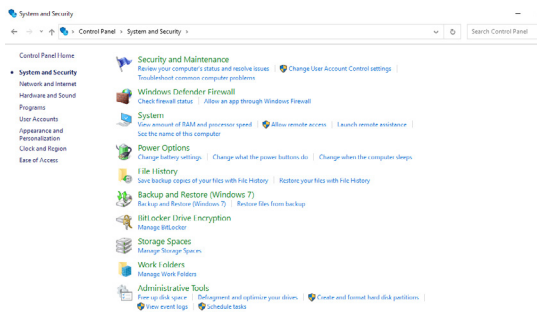 System and Security
Control Panel > System and Security >
Search Control Panel
Control Panel Home
System and Security
Network and Internet
Hardware and Sound
Programs
User Accounts
Appearance and
Personalization
Clock and Region
Ease of Access
Security and Maintenance
Review your computer's status and resolve issues
Change User Account Control settings
Troubleshoot common computer problems
Windows Defender Firewall
Check firewall status
Allow an app through Windows Firewall
System
View amount of RAM and processor speed
Allow remote access
Launch remote assistance
See the name of this computer
Power Options
Change battery settings
Change what the power buttons do
Change when the computer sleeps
File History
Save backup copies of your files with File History
Restore your files with File History
Backup and Restore (Windows 7)
Backup and Restore (Windows 7)
Restore files from backup
BitLocker Drive Encryption
Manage BitLocker
Storage Spaces
Manage Storage Spaces
Work Folders
Manage Work Folders
Administrative Tools
Free up disk space
Defragment and optimize your drives
Create and format hard disk partitions
View event logs
Schedule tasks